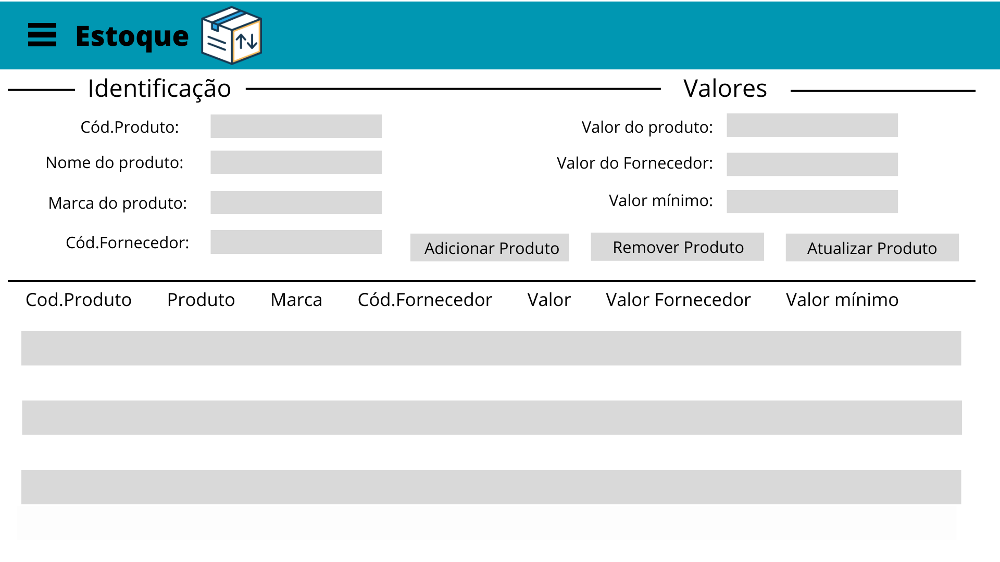 Estoque
Identificação
Valores
Cód.Produto:
Valor do produto:
Nome do produto:
Valor do Fornecedor:
Marca do produto:
Valor mínimo:
Cód.Fornecedor:
Adicionar Produto
Remover Produto
Atualizar Produto
Cod.Produto Produto Marca Cód.Fornecedor Valor Valor Fornecedor Valor mínimo